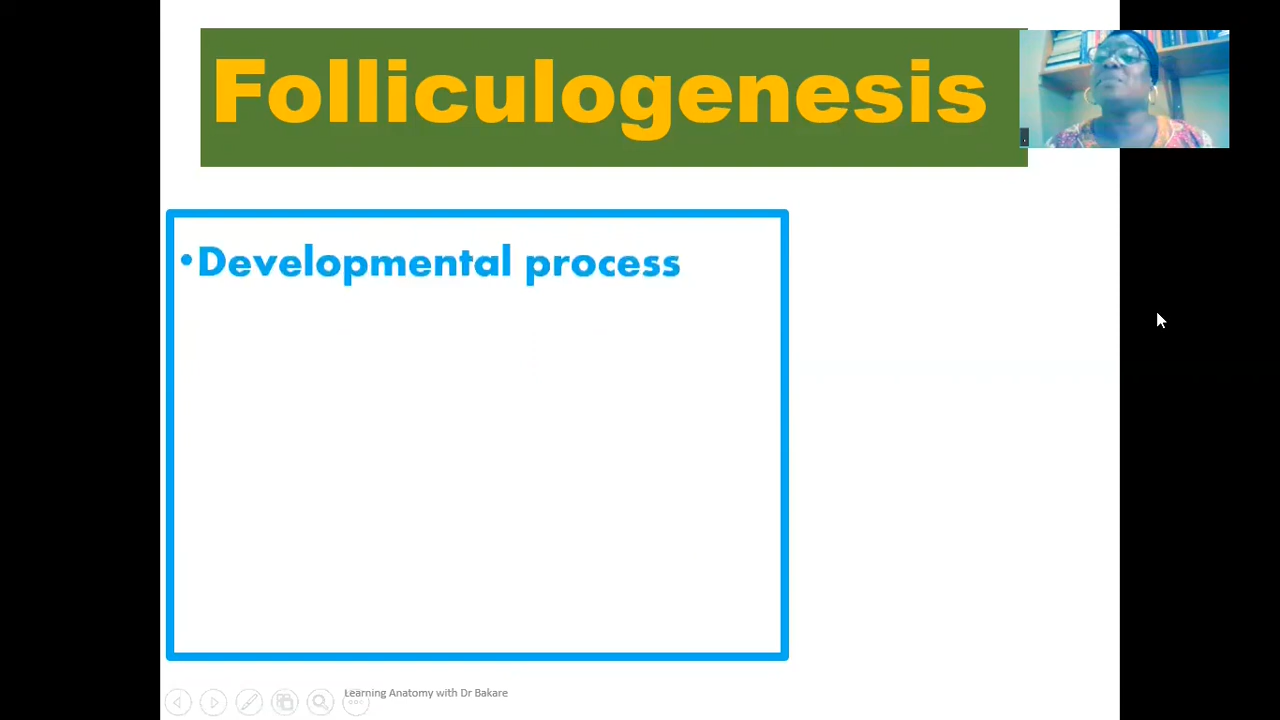 Folliculogenesis
•Developmental process
Learning Anatomy with Dr Bakare